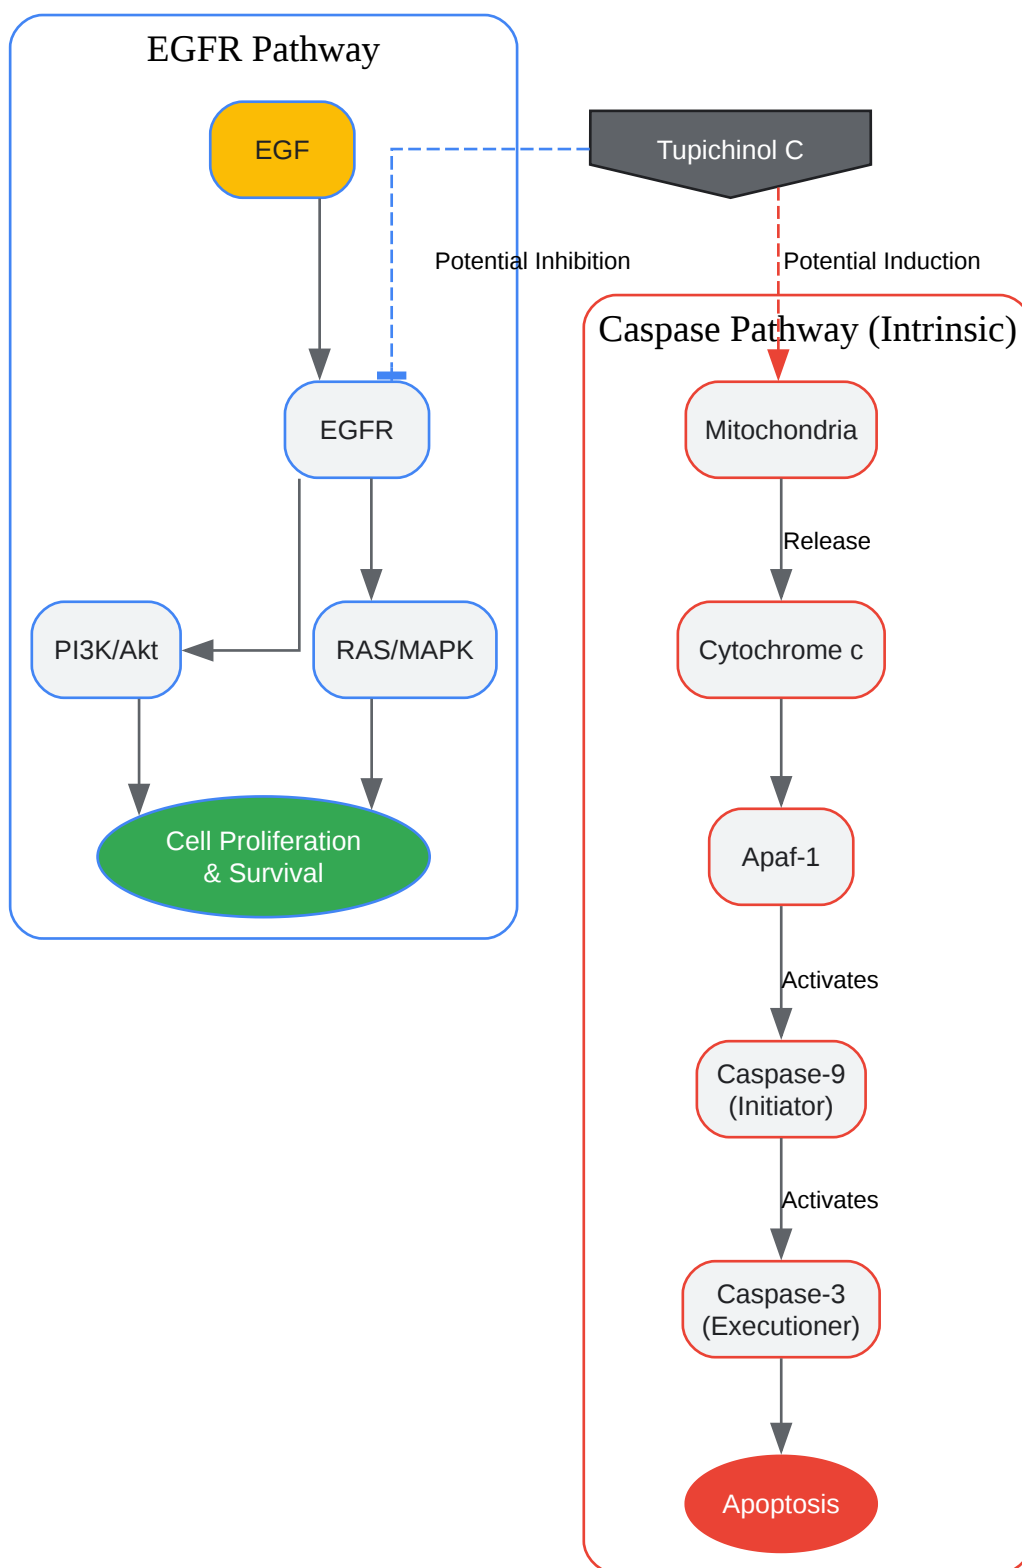 EGFR Pathway
EGF
Tupichinol C
Potential Inhibition
Potential Induction
Caspase Pathway (Intrinsic)
EGFR
Mitochondria
Release
PI3K/Akt
RAS/MAPK
Cytochrome c
Cell Proliferation
& Survival
Apaf-1
Activates
Caspase-9
(Initiator)
Activates
Caspase-3
(Executioner)
Apoptosis